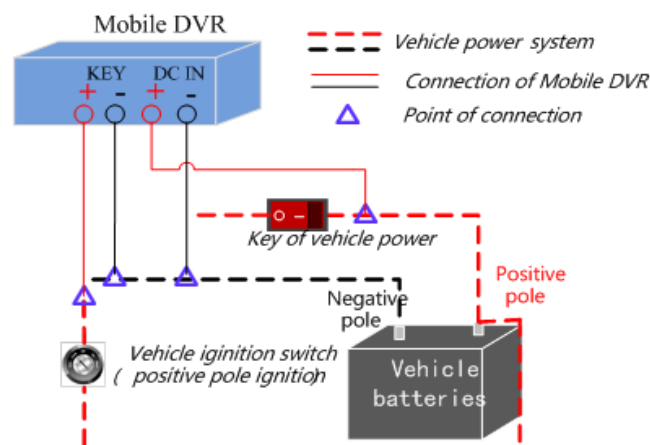 Mobile DVR
KEY DC IN
+ - + -
Vehicle power system
Connection of Mobile DVR
Point of connection
Key of vehicle power
Positive
pole
Negative
pole
Vehicle iginition switch
( positive pole ignition)
Vehicle
batteries